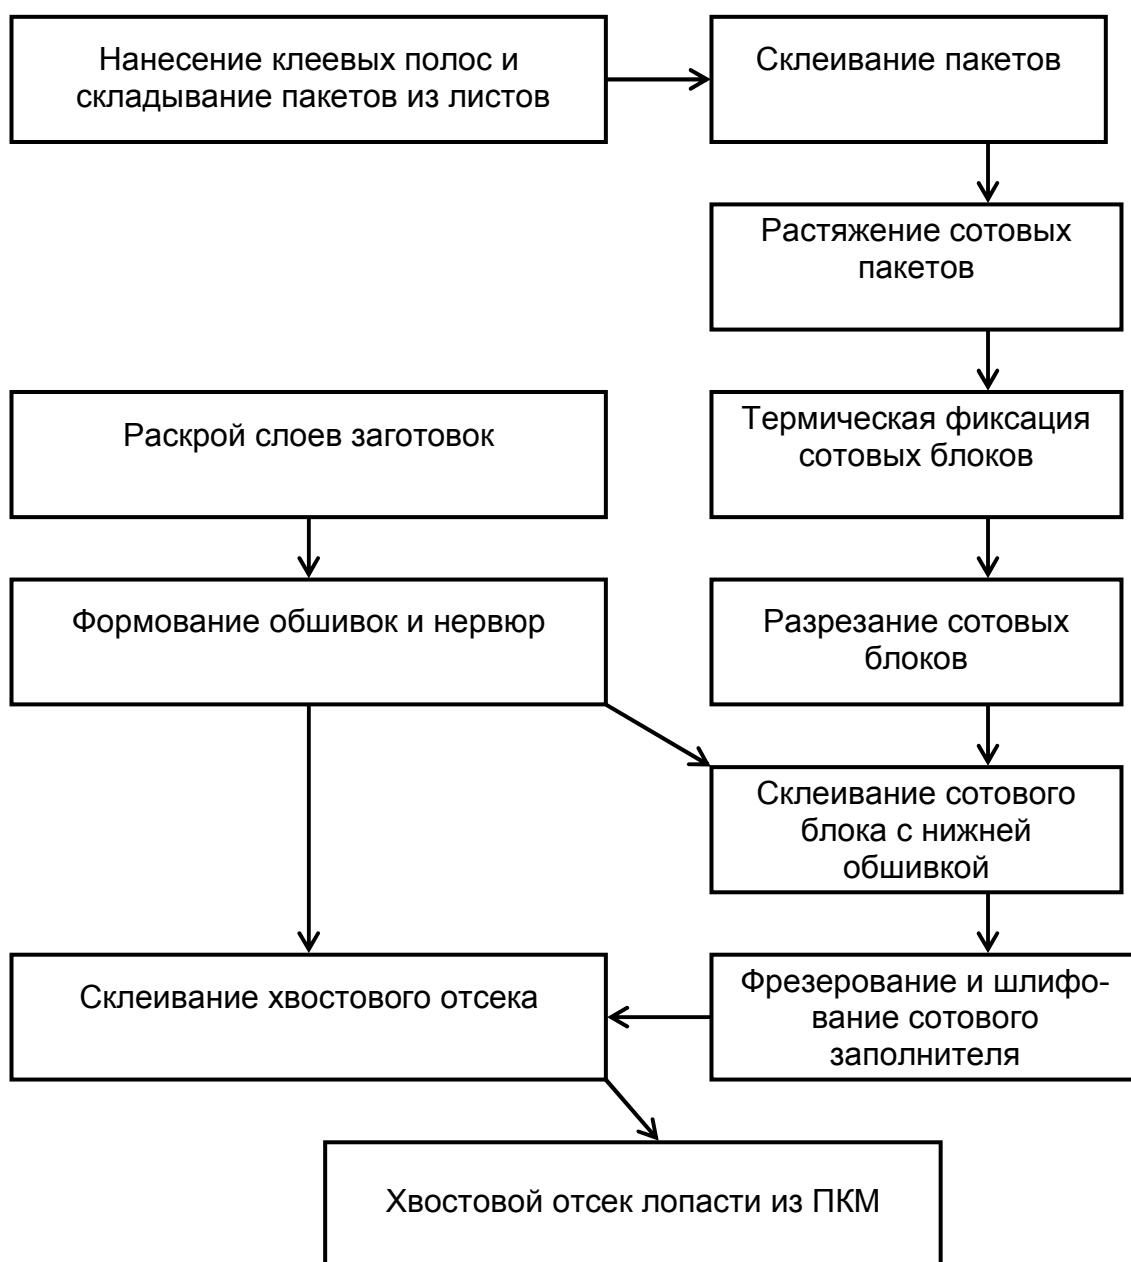 Нанесение клеевых полос и
складывание пакетов из листов
Склеивание пакетов
Растяжение сотовых
пакетов
Раскрой слоев заготовок
Термическая фиксация
сотовых блоков
Формование обшивок и нервюр
Разрезание сотовых
блоков
Склеивание сотового
блока с нижней
обшивкой
Склеивание хвостового отсека
Фрезерование и шлифо-
вание сотового
заполнителя
Хвостовой отсек лопасти из ПКМ